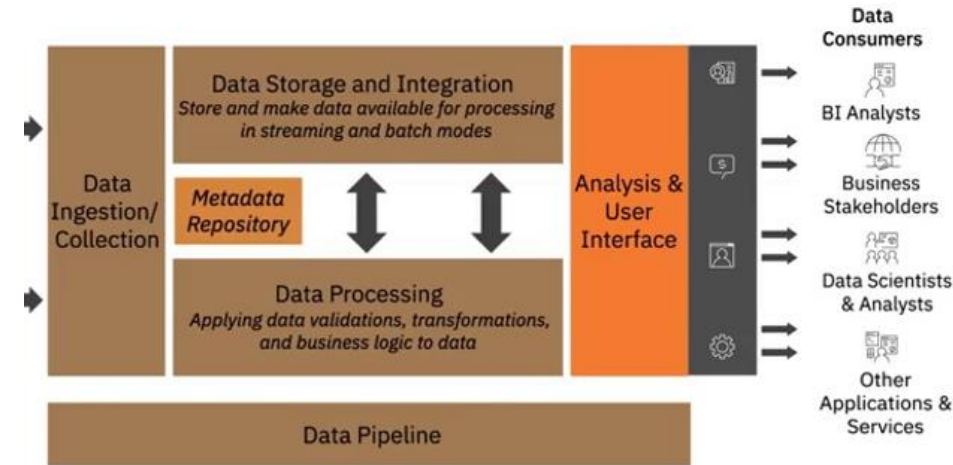 Data
Consumers
Data Storage and Integration
Store and make data available for processing
in streaming and batch modes
BI Analysts
Data
Ingestion/
Collection
Metadata
Repository
Analysis &
User
Interface
$
Business
Stakeholders
Data Processing
Applying data validations, transformations,
and business logic to data
Data Scientists
& Analysts
Other
Applications &
Services
Data Pipeline